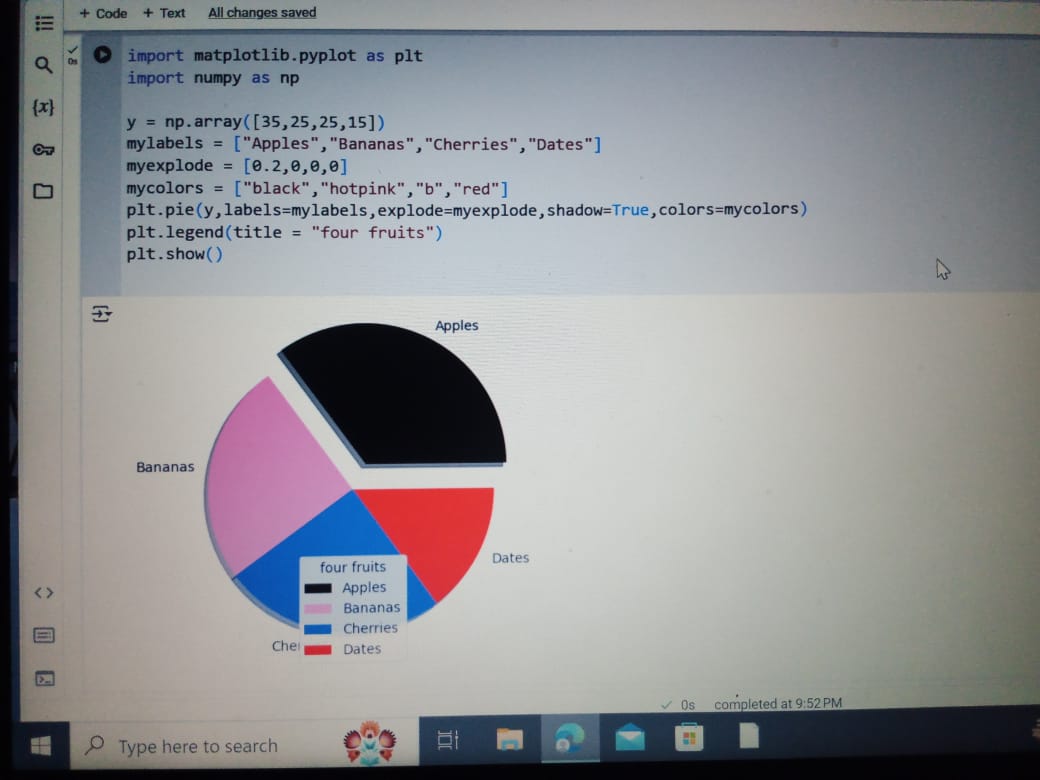 + Code + Text All changes saved
0s
import matplotlib.pyplot as plt
import numpy as np
{x}
y = np.array([35,25,25,15])
mylabels = ["Apples","Bananas","Cherries","Dates"]
myexplode = [0.2,0,0,0]
mycolors = ["black","hotpink","b","red"]
plt.pie(y,labels=mylabels,explode=myexplode,shadow=True,colors=mycolors)
plt.legend(title = "four fruits")
plt.show()
Apples
Bananas
Dates
four fruits
Apples
Bananas
Cherries
Che
Dates
0s completed at 9:52 PM
Type here to search